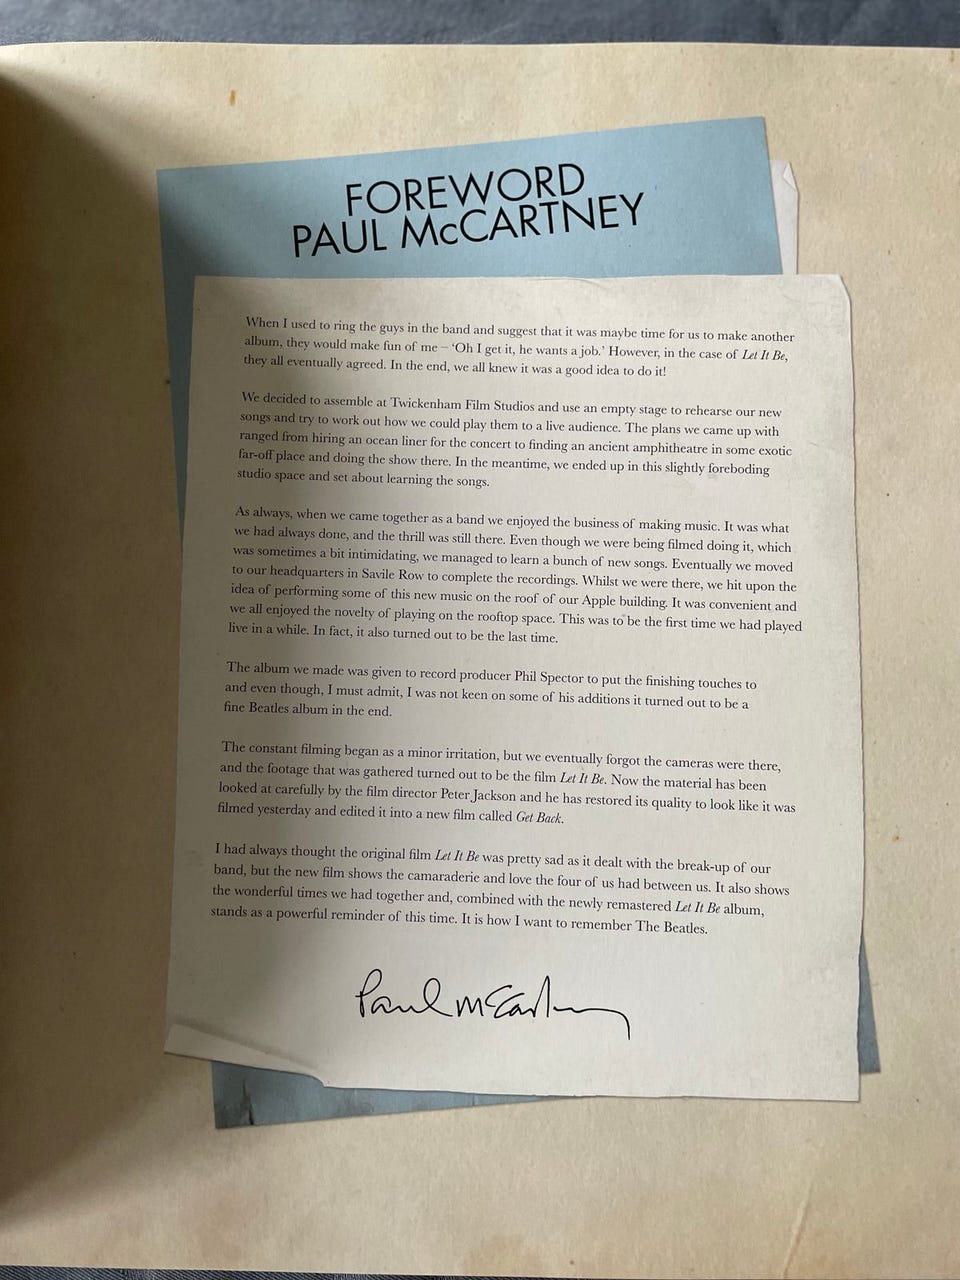 FOREWORD
PAUL McCARTNEY
When I used to ring the guys in the band and suggest that it was maybe time for us to make another
album, they would make fun of me – ‘Oh I get it, he wants a job.’ However, in the case of Let It Be,
they all eventually agreed. In the end, we all knew it was a good idea to do it!
We decided to assemble at Twickenham Film Studios and use an empty stage to rehearse our new
songs and try to work out how we could play them to a live audience. The plans we came up with
ranged from hiring an ocean liner for the concert to finding an ancient amphitheatre in some exotic
far-off place and doing the show there. In the meantime, we ended up in this slightly foreboding
studio space and set about learning the songs.
As always, when we came together as a band we enjoyed the business of making music. It was what
we had always done, and the thrill was still there. Even though we were being filmed doing it, which
was sometimes a bit intimidating, we managed to learn a bunch of new songs. Eventually we moved
to our headquarters in Savile Row to complete the recordings. Whilst we were there, we hit upon the
idea of performing some of this new music on the roof of our Apple building. It was convenient and
we all enjoyed the novelty of playing on the rooftop space. This was to be the first time we had played
live in a while. In fact, it also turned out to be the last time.
The album we made was given to record producer Phil Spector to put the finishing touches to
and even though, I must admit, I was not keen on some of his additions it turned out to be a
fine Beatles album in the end.
The constant filming began as a minor irritation, but we eventually forgot the cameras were there,
and the footage that was gathered turned out to be the film Let It Be. Now the material has been
looked at carefully by the film director Peter Jackson and he has restored its quality to look like it was
filmed yesterday and edited it into a new film called Get Back.
I had always thought the original film Let It Be was pretty sad as it dealt with the break-up of our
band, but the new film shows the camaraderie and love the four of us had between us. It also shows
the wonderful times we had together and, combined with the newly remastered Let It Be album,
stands as a powerful reminder of this time. It is how I want to remember The Beatles.
Paul McCartney